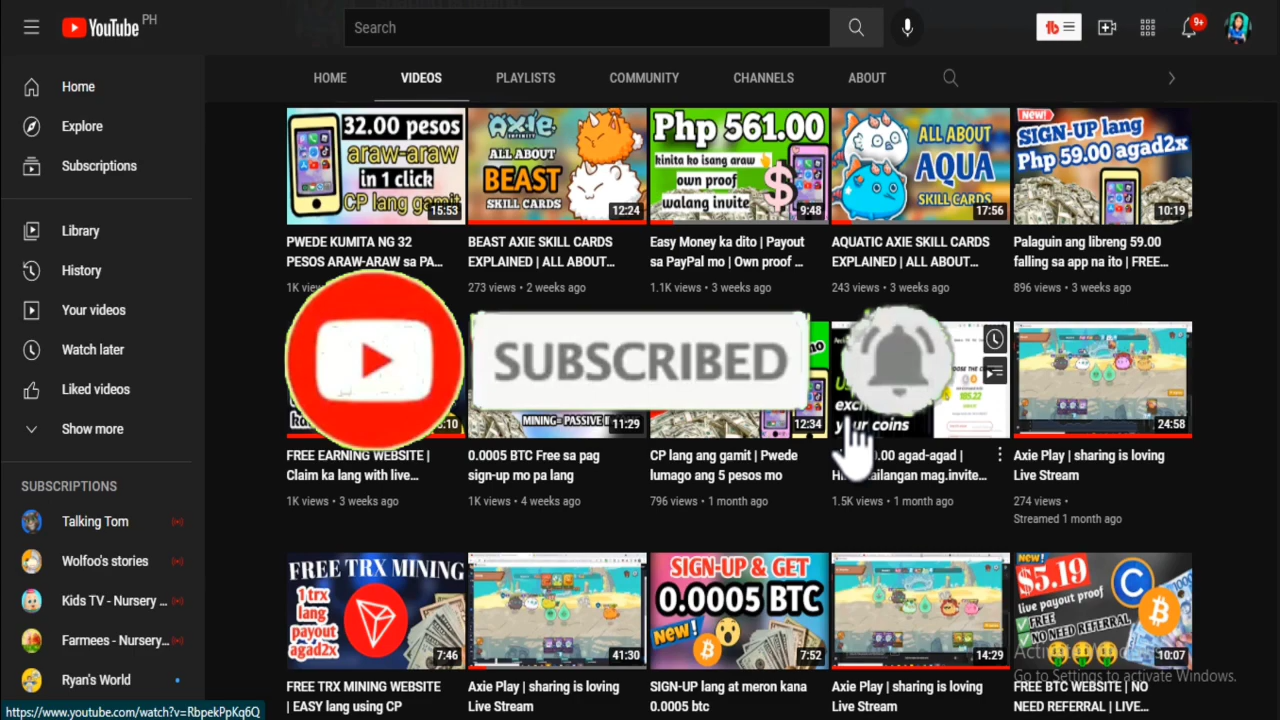 YouTube PH
Search
9+
HOME
VIDEOS
PLAYLISTS
COMMUNITY
CHANNELS
ABOUT
Home
Explore
Subscriptions
Library
History
Your videos
Watch later
Liked videos
Show more
SUBSCRIPTIONS
Talking Tom
Wolfoo's stories
Kids TV - Nursery ...
Farmees - Nursery...
Ryan's World
32.00 pesos
araw-araw
in 1 click
CP lang gamit
15:53
PWEDE KUMITA NG 32
PESOS ARAW-ARAW sa PA...
1K views
AXIE
ALL ABOUT
BEAST
SKILL CARDS
12:24
BEAST AXIE SKILL CARDS
EXPLAINED | ALL ABOUT...
273 views • 2 weeks ago
Php 561.00
kinita ko isang araw
own proof
walang invite
$
9:48
Easy Money ka dito | Payout
sa PayPal mo | Own proof ...
1.1K views • 3 weeks ago
ALL ABOUT
AQUA
SKILL CARDS
17:56
AQUATIC AXIE SKILL CARDS
EXPLAINED | ALL ABOUT...
243 views • 3 weeks ago
New!
SIGN-UP lang
Php 59.00 agad2x
10:19
Palaguin ang libreng 59.00
falling sa app na ito | FREE...
896 views • 3 weeks ago
SUBSCRIBED
FREE EARNING WEBSITE |
Claim ka lang with live...
1K views • 3 weeks ago
MINING= PASSIVE
11:29
0.0005 BTC Free sa pag
sign-up mo pa lang
1K views • 4 weeks ago
12:34
CP lang ang gamit | Pwede
lumago ang 5 pesos mo
796 views • 1 month ago
your coins
agad-agad |
mag.invite...
1.5K views • 1 month ago
24:58
Axie Play | sharing is loving
Live Stream
274 views •
Streamed 1 month ago
FREE TRX MINING
1 trx
lang
payout
agad2x
7:46
FREE TRX MINING WEBSITE
| EASY lang using CP
41:30
Axie Play | sharing is loving
Live Stream
SIGN-UP & GET
0.0005 BTC
New!
7:52
SIGN-UP lang at meron kana
0.0005 btc
14:29
Axie Play | sharing is loving
Live Stream
New!
$5.19
live payout proof
FREE
NO NEED REFERRAL
10:07
FREE BTC WEBSITE | NO
NEED REFERRAL | LIVE...
Go to Settings to activate Windows.
https://www.youtube.com/watch?v=RbpekPpKq6Q